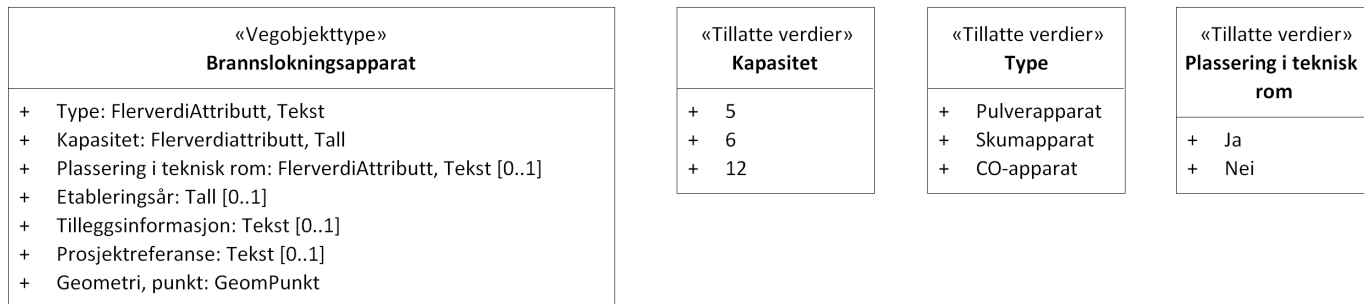 «Vegobjekttype»
Brannslokningsapparat
+ Type: FlerverdiAttributt, Tekst
+ Kapasitet: Flerverdiattributt, Tall
+ Plassering i teknisk rom: FlerverdiAttributt, Tekst [0..1]
+ Etableringsår: Tall [0..1]
+ Tilleggsinformasjon: Tekst [0..1]
+ Prosjektreferanse: Tekst [0..1]
+ Geometri, punkt: GeomPunkt
«Tillatte verdier»
Kapasitet
+ 5
+ 6
+ 12
«Tillatte verdier»
Type
+ Pulverapparat
+ Skumapparat
+ CO-apparat
«Tillatte verdier»
Plassering i teknisk
rom
+ Ja
+ Nei